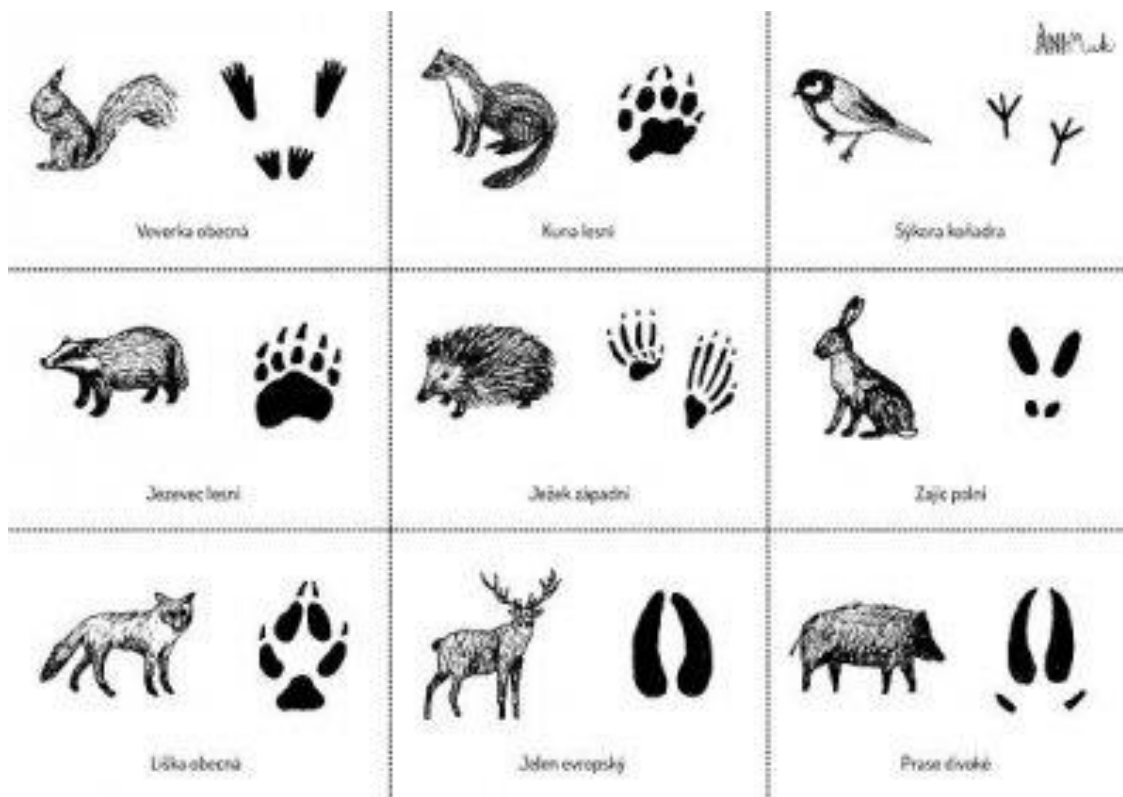 Veverka obecná
Kuna lesní
Sýkora koňadra
Jezevec lesní
Ježek západní
Zajíc polní
Liška obecná
Jelen evropský
Prase divoké